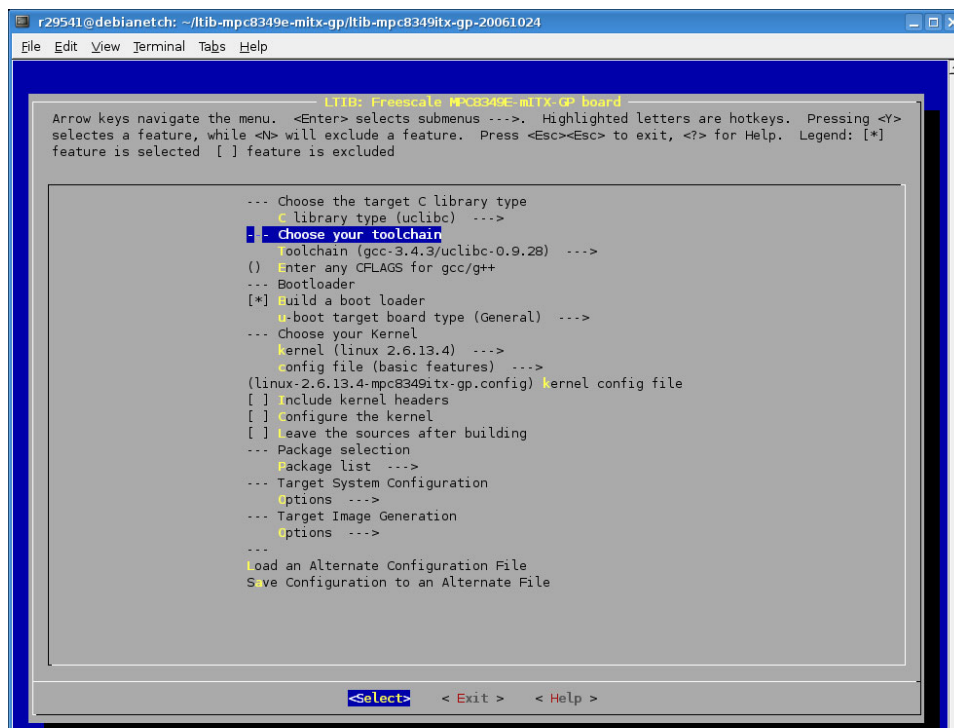 r29541@debianetch: ~/ltib-mpc8349e-mitx-gp/ltib-mpc8349itx-gp-20061024
File Edit View Terminal Tabs Help
LTIB: Freescale MPC8349E-mITX-GP board
Arrow keys navigate the menu. <Enter> selects submenus --->. Highlighted letters are hotkeys. Pressing <Y>
selectes a feature, while <N> will exclude a feature. Press <Esc><Esc> to exit, <?> for Help. Legend: [*]
feature is selected [ ] feature is excluded
--- Choose the target C library type
C library type (uclibc) --->
--- Choose your toolchain
Toolchain (gcc-3.4.3/uclibc-0.9.28) --->
() Enter any CFLAGS for gcc/g++
--- Bootloader
[*] Build a boot loader
u-boot target board type (General) --->
--- Choose your Kernel
kernel (linux 2.6.13.4) --->
config file (basic features) --->
(linux-2.6.13.4-mpc8349itx-gp.config) kernel config file
[ ] Include kernel headers
[ ] Configure the kernel
[ ] Leave the sources after building
--- Package selection
Package list --->
--- Target System Configuration
Options --->
--- Target Image Generation
Options --->
---
Load an Alternate Configuration File
Save Configuration to an Alternate File
<Select> < Exit > < Help >